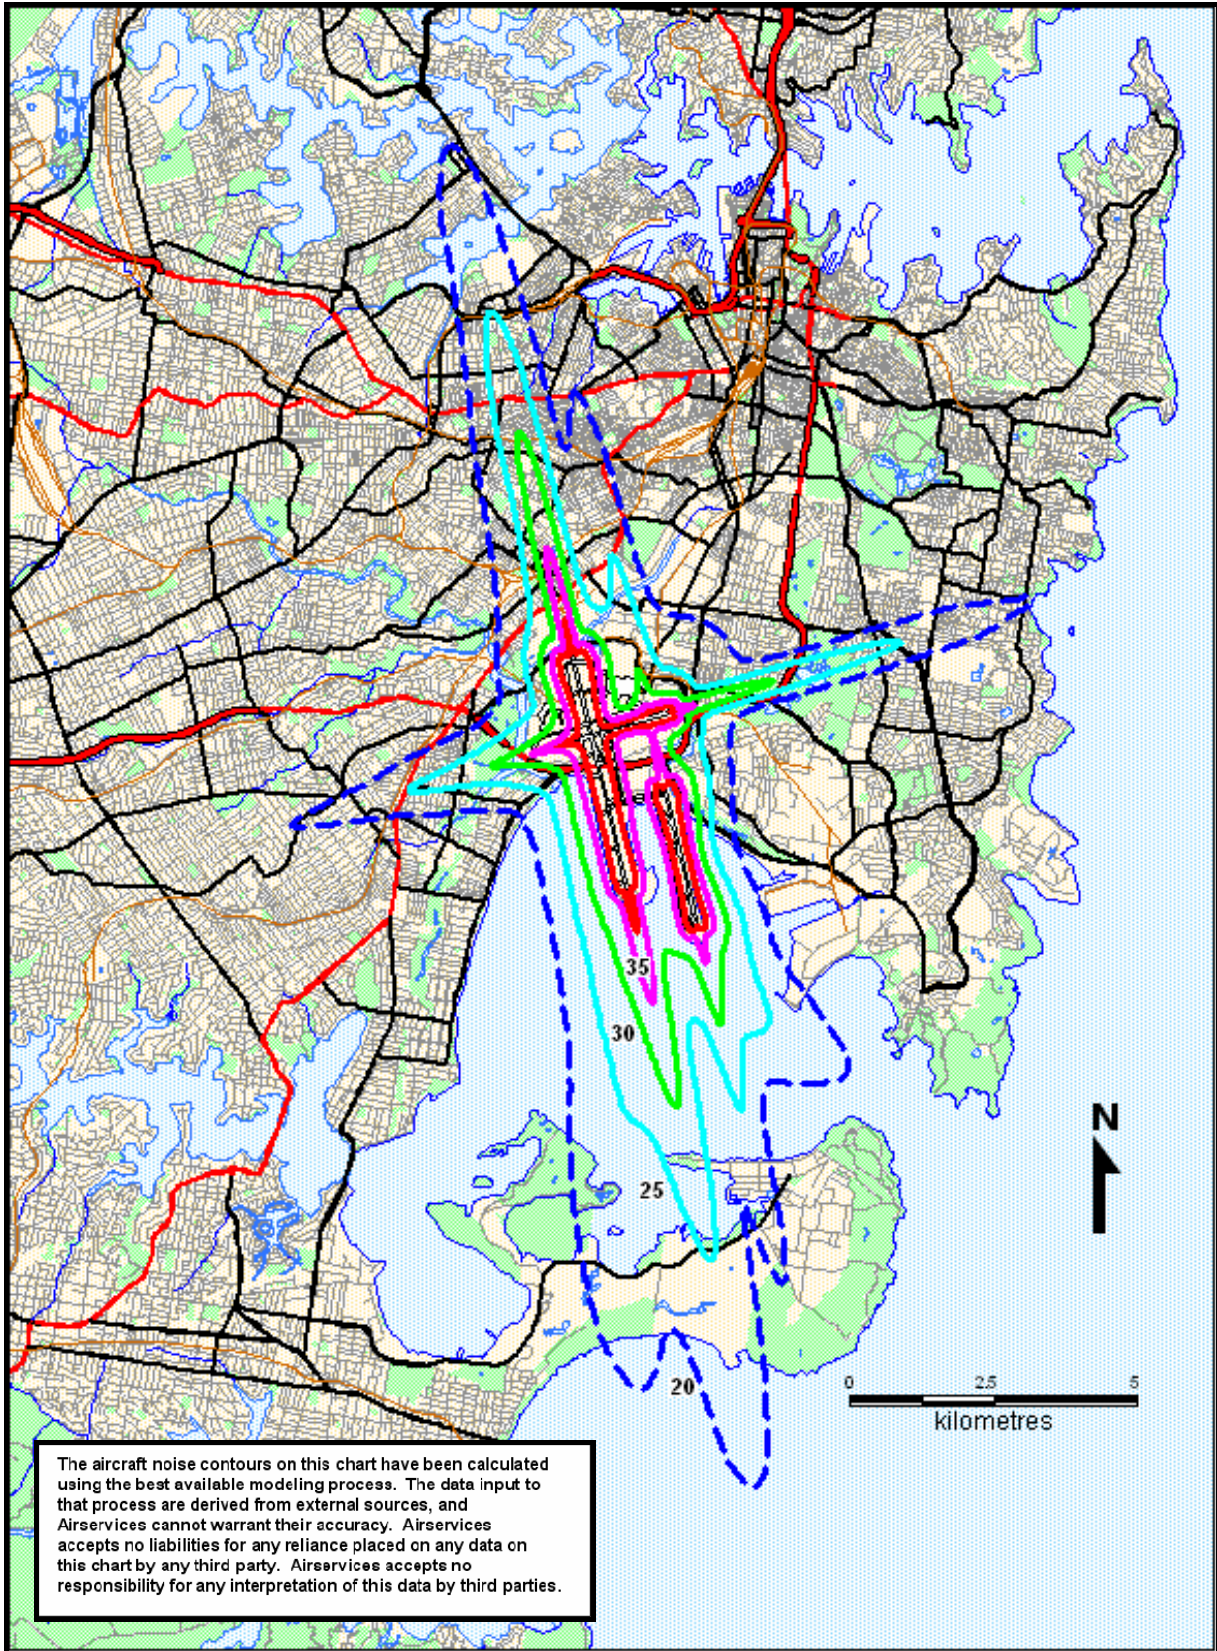 35
30
N
25
20
0 2.5 5
kilometres
The aircraft noise contours on this chart have been calculated
using the best available modeling process. The data input to
that process are derived from external sources, and
Airservices cannot warrant their accuracy. Airservices
accepts no liabilities for any reliance placed on any data on
this chart by any third party. Airservices accepts no
responsibility for any interpretation of this data by third parties.